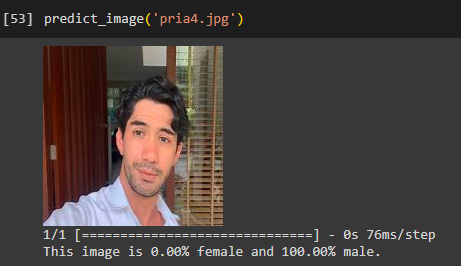 [53] predict_image('pria4.jpg')
1/1 [==============================] - 0s 76ms/step
This image is 0.00% female and 100.00% male.